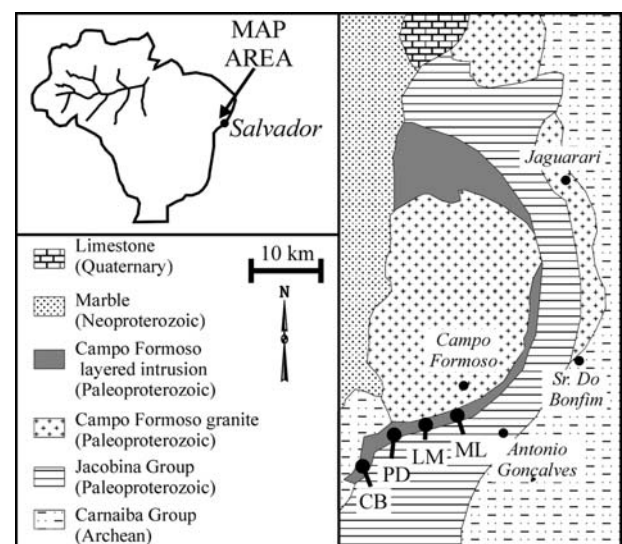 MAP
AREA
Salvador
Limestone
(Quaternary)
Marble
(Neoproterozoic)
Campo Formoso
layered intrusion
(Paleoproterozoic)
Campo Formoso granite
(Paleoproterozoic)
Jacobina Group
(Paleoproterozoic)
Carnaiba Group
(Archean)
10 km
N
Jaguarari
Campo
Formoso
Sr. Do
Bonfim
ML
LM
PD
CB
Antonio
Gonçalves